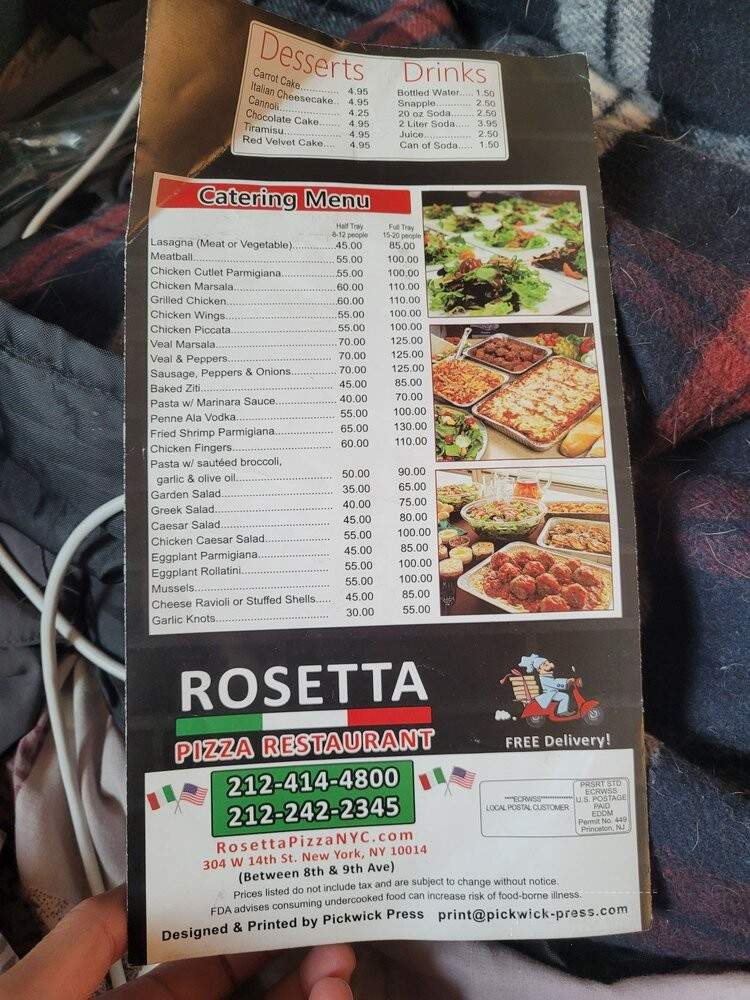 Desserts
Carrot Cake............... 4.95
Italian Cheesecake.. 4.95
Cannoli..................... 4.25
Chocolate Cake........ 4.95
Tiramisu.................... 4.95
Red Velvet Cake.... 4.95
Drinks
Bottled Water..... 1.50
Snapple............. 2.50
20 oz Soda........ 2.50
2 Liter Soda...... 3.95
Juice................. 2.50
Can of Soda...... 1.50
Catering Menu
Half Tray 8-12 people Full Tray 15-20 people
Lasagna (Meat or Vegetable)............45.00 85.00
Meatball............55.00 100.00
Chicken Cutlet Parmigiana............55.00 100.00
Chicken Marsala............60.00 110.00
Grilled Chicken............60.00 110.00
Chicken Wings............55.00 100.00
Chicken Piccata............55.00 100.00
Veal Marsala............70.00 125.00
Veal & Peppers............70.00 125.00
Sausage, Peppers & Onions............70.00 125.00
Baked Ziti............45.00 85.00
Pasta w/ Marinara Sauce............40.00 70.00
Penne Ala Vodka............55.00 100.00
Fried Shrimp Parmigiana............65.00 130.00
Chicken Fingers............60.00 110.00
Pasta w/ sautéed broccoli,
garlic & olive oil............50.00 90.00
Garden Salad............35.00 65.00
Greek Salad............40.00 75.00
Caesar Salad............45.00 80.00
Chicken Caesar Salad............55.00 100.00
Eggplant Parmigiana............45.00 85.00
Eggplant Rollatini............55.00 100.00
Mussels............55.00 100.00
Cheese Ravioli or Stuffed Shells.....45.00 85.00
Garlic Knots............30.00 55.00
ROSETTA
PIZZA RESTAURANT
FREE Delivery!
212-414-4800
212-242-2345
RosettaPizzaNYC.com
304 W 14th St. New York, NY 10014
(Between 8th & 9th Ave)
****ECRWSS**************
LOCAL POSTAL CUSTOMER
PRSRT STD
ECRWSS
U.S. POSTAGE
PAID
EDDM
Permit No. 449
Princeton, NJ
Prices listed do not include tax and are subject to change without notice.
FDA advises consuming undercooked food can increase risk of food-borne illness.
Designed & Printed by Pickwick Press print@pickwick-press.com